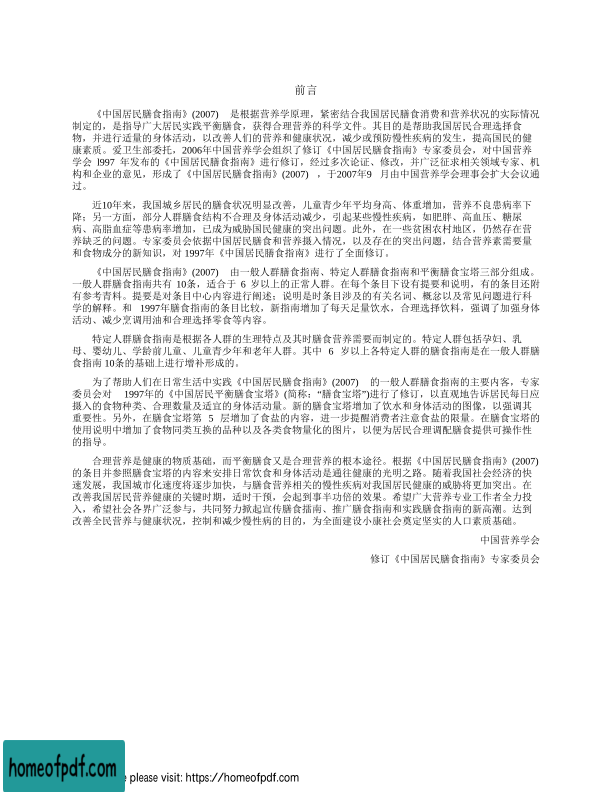 前言
《中国居民膳食指南》(2007) 是根据营养学原理，紧密结合我国居民膳食消费和营养状况的实际情况
制定的，是指导广大居民实践平衡膳食，获得合理营养的科学文件。其目的是帮助我国居民合理选择食
物，并进行适量的身体活动，以改善人们的营养和健康状况，减少或预防慢性疾病的发生，提高国民的健
康素质。爱卫生部委托，2006年中国营养学会组织了修订《中国居民膳食指南》专家委员会，对中国营养
学会 l997 年发布的《中国居民膳食指南》进行修订，经过多次论证、修改，并广泛征求相关领域专家、机
构和企业的意见，形成了《中国居民膳食指南》(2007) ，于2007年9 月由中国营养学会理事会扩大会议通
过。
近10年来，我国城乡居民的膳食状况明显改善，儿童青少年平均身高、体重增加，营养不良患病率下
降；另一方面，部分人群膳食结构不合理及身体活动减少，引起某些慢性疾病，如肥胖、高血压、糖尿
病、高脂血症等患病率增加，已成为威胁国民健康的突出问题。此外，在一些贫困农村地区，仍然存在营
养缺乏的问题。专家委员会依据中国居民膳食和营养摄入情况，以及存在的突出问题，结合营养素需要量
和食物成分的新知识，对 1997年《中国居民膳食指南》进行了全面修订。
《中国居民膳食指南》(2007) 由一般人群膳食指南、特定人群膳食指南和平衡膳食宝塔三部分组成。
一般人群膳食指南共有 10条，适合于 6 岁以上的正常人群。在每个条目下设有提要和说明，有的条目还附
有参考青料。提要是对条目中心内容进行阐述；说明是时条目涉及的有关名词、概忿以及常见问题进行科
学的解释。和 1997年膳食指南的条目比较，新指南增加了每天足量饮水，合理选择饮料，强调了加强身体
活动、减少烹调用油和合理选择零食等内容。
特定人群膳食指南是根据各人群的生理特点及其时膳食营养需要而制定的。特定人群包括孕妇、乳
母、婴幼儿、学龄前儿童、儿童青少年和老年人群。其中 6 岁以上各特定人群的膳食指南是在一般人群膳
食指南 10条的基础上进行增补形成的。
为了帮助人们在日常生活中实践《中国居民膳食指南》(2007) 的一般人群膳食指南的主要内容，专家
委员会对 1997年的《中国居民平衡膳食宝塔》(简称：“膳食宝塔”)进行了修订，以直观地告诉居民每日应
摄入的食物种类、合理数量及适宜的身体活动量。新的膳食宝塔增加了饮水和身体活动的图像，以强调其
重要性。另外，在膳食宝塔第 5 层增加了食盐的内容，进一步提醒消费者注意食盐的限量。在膳食宝塔的
使用说明中增加了食物同类互换的品种以及各类食物量化的图片，以便为居民合理调配膳食提供可操作性
的指导。
合理营养是健康的物质基础，而平衡膳食又是合理营养的根本途径。根据《中国居民膳食指南》(2007)
的条目并参照膳食宝塔的内容来安排日常饮食和身体活动是通往健康的光明之路。随着我国社会经济的快
速发展，我国城市化速度将逐步加快，与膳食营养相关的慢性疾病对我国居民健康的威胁将更加突出。在
改善我国居民营养健康的关键时期，适时干预，会起到事半功倍的效果。希望广大营养专业工作者全力投
入，希望社会各界广泛参与，共同努力掀起宣传膳食描南、推广膳食指南和实践膳食指南的新高潮。达到
改善全民营养与健康状况，控制和减少慢性病的目的，为全面建设小康社会奠定坚实的人口素质基础。
中国营养学会
修订《中国居民膳食指南》专家委员会
homeofpdf.com
e please visit: https://homeofpdf.com